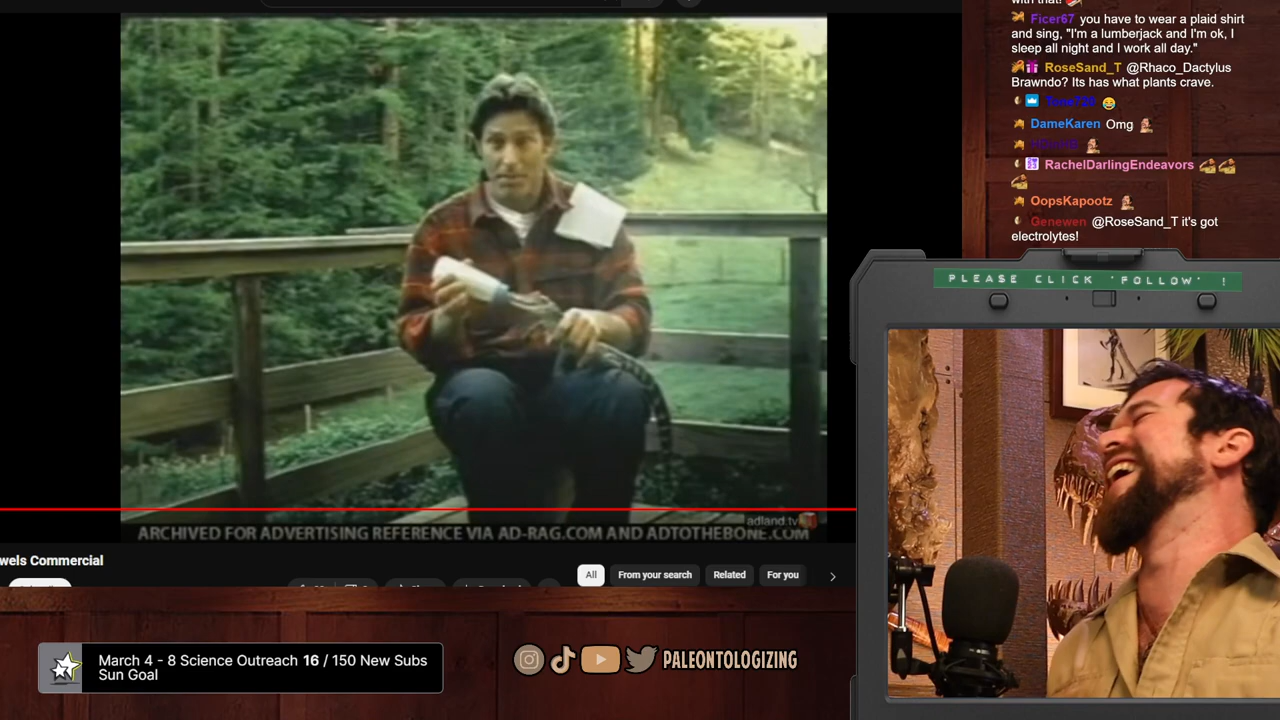 with that!
Ficer67 you have to wear a plaid shirt
and sing, "I'm a lumberjack and I'm ok, I
sleep all night and I work all day."
RoseSand_T @Rhaco_Dactylus
Brawndo? Its has what plants crave.
Tone726
DameKaren Omg
RachelDarlingEndeavors
OopsKapootz
Genewen @RoseSand_T it's got
electrolytes!
PLEASE CLICK "FOLLOW" !
adland.tv
ARCHIVED FOR ADVERTISING REFERENCE VIA AD-RAG.COM AND ADTOTHEBONE.COM
wels Commercial
All
From your search
Related
For you
March 4 - 8 Science Outreach 16 / 150 New Subs
Sun Goal
PALEONTOLOGIZING